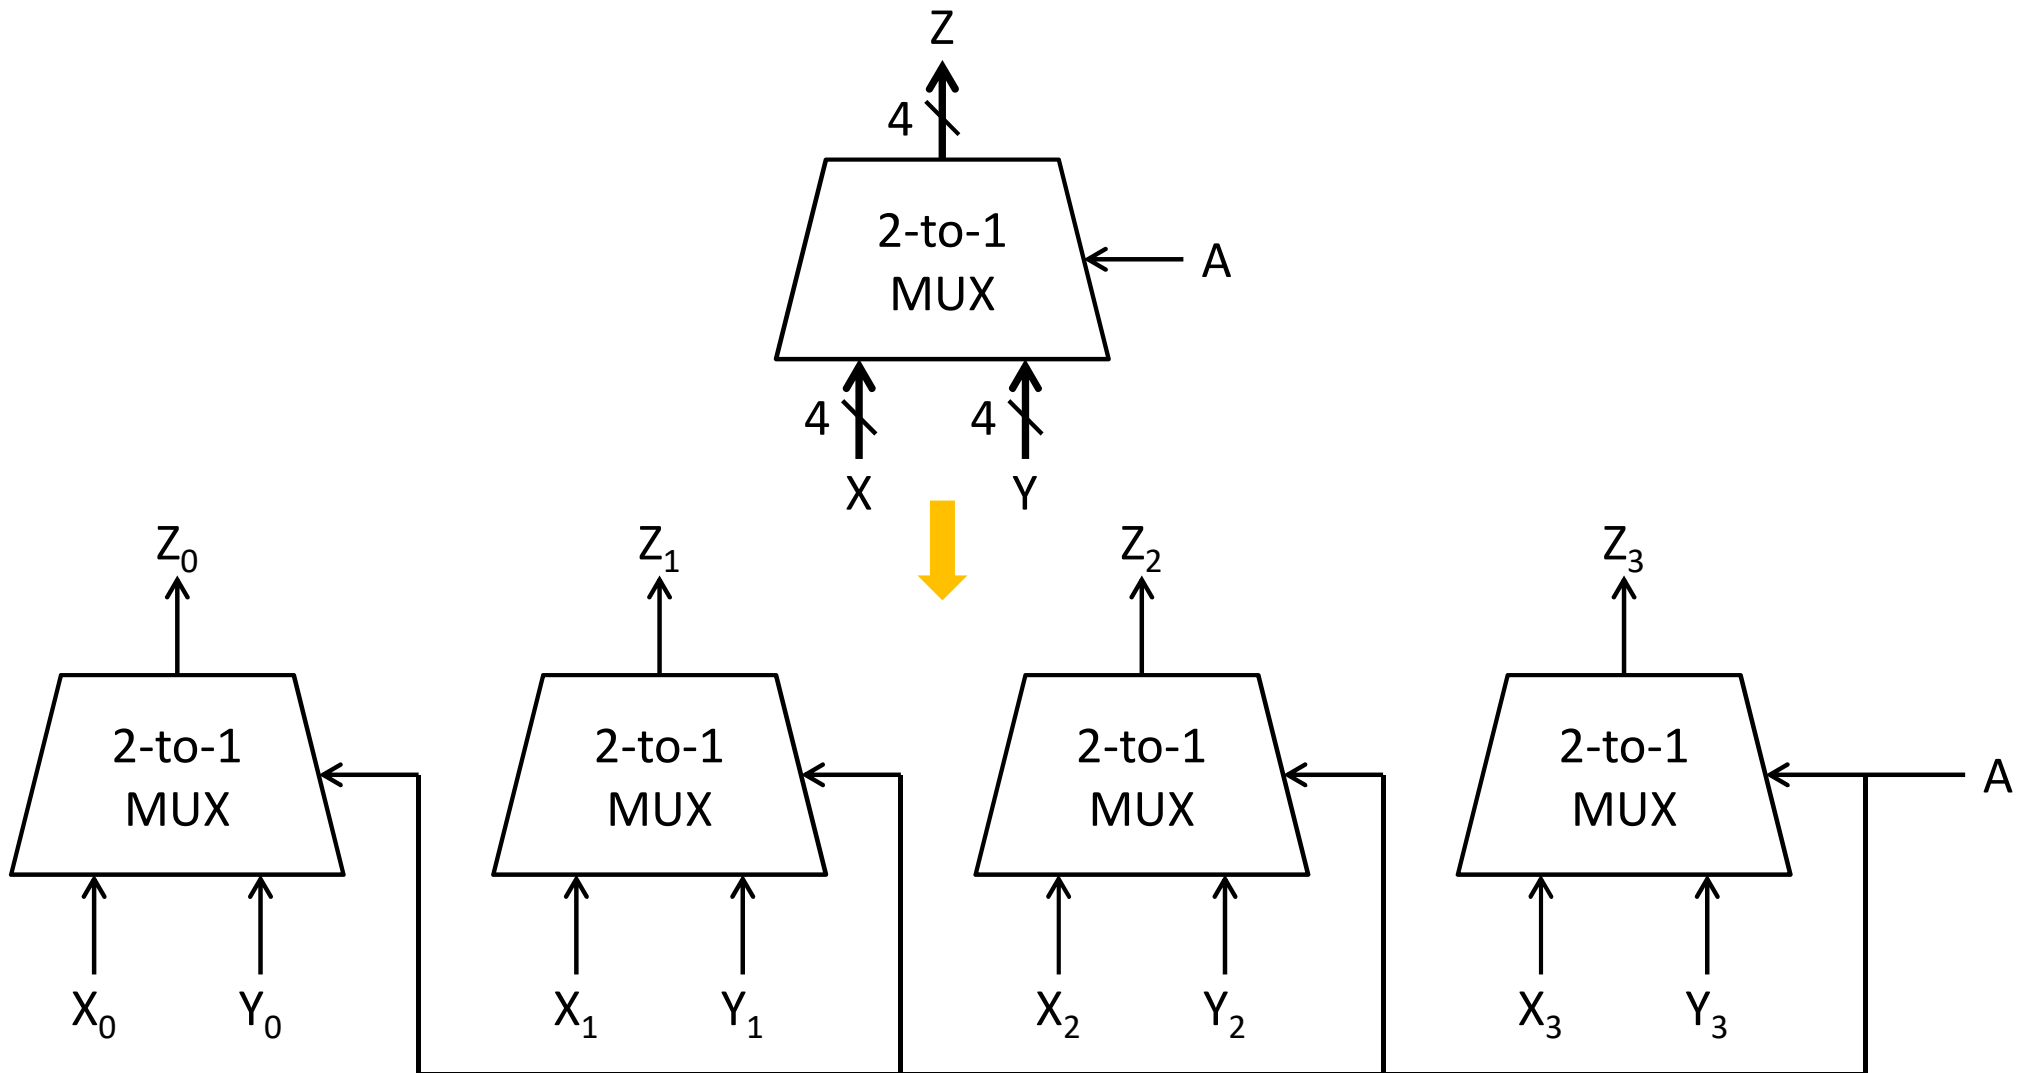 Z
4
2-to-1
MUX
A
4 4
X Y
Z₀ Z₁ Z₂ Z₃
2-to-1 2-to-1 2-to-1 2-to-1
MUX MUX MUX MUX
A
X₀ Y₀ X₁ Y₁ X₂ Y₂ X₃ Y₃